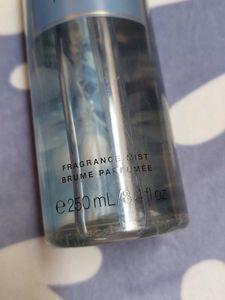 FRAGRANCE MIST
BRUME PARFUMÉE
℮250 mL/8.4 fl oz